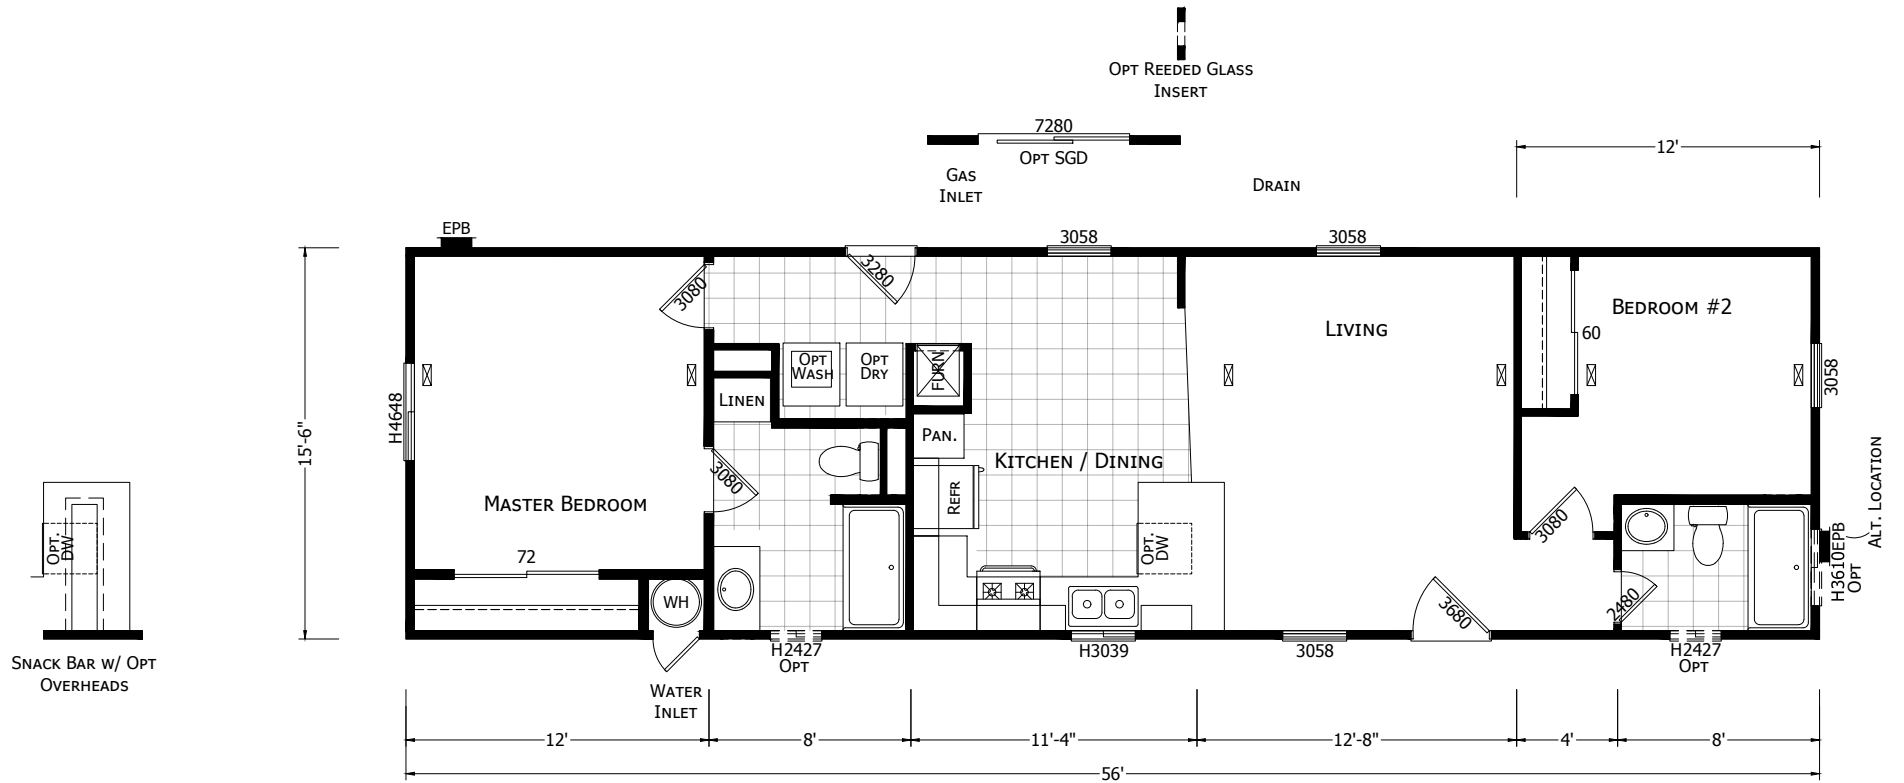 Opt Reeded Glass
Insert
7280
Opt SGD
Gas
Inlet
Drain
12'
EPB
3280
3058
3058
3080
Bedroom #2
Living
60
15'-6"
H4648
Opt
Wash
Opt
Dry
FURN
3058
Linen
Pan.
Kitchen / Dining
3080
Refr
Master Bedroom
Opt.
DW
Opt.
DW
3080
H3610EPB
Opt
Alt. Location
72
WH
3680
2480
Snack Bar w/ Opt
Overheads
H2427
Opt
H3039
3058
H2427
Opt
Water
Inlet
12'
8'
11'-4"
12'-8"
4'
8'
56'